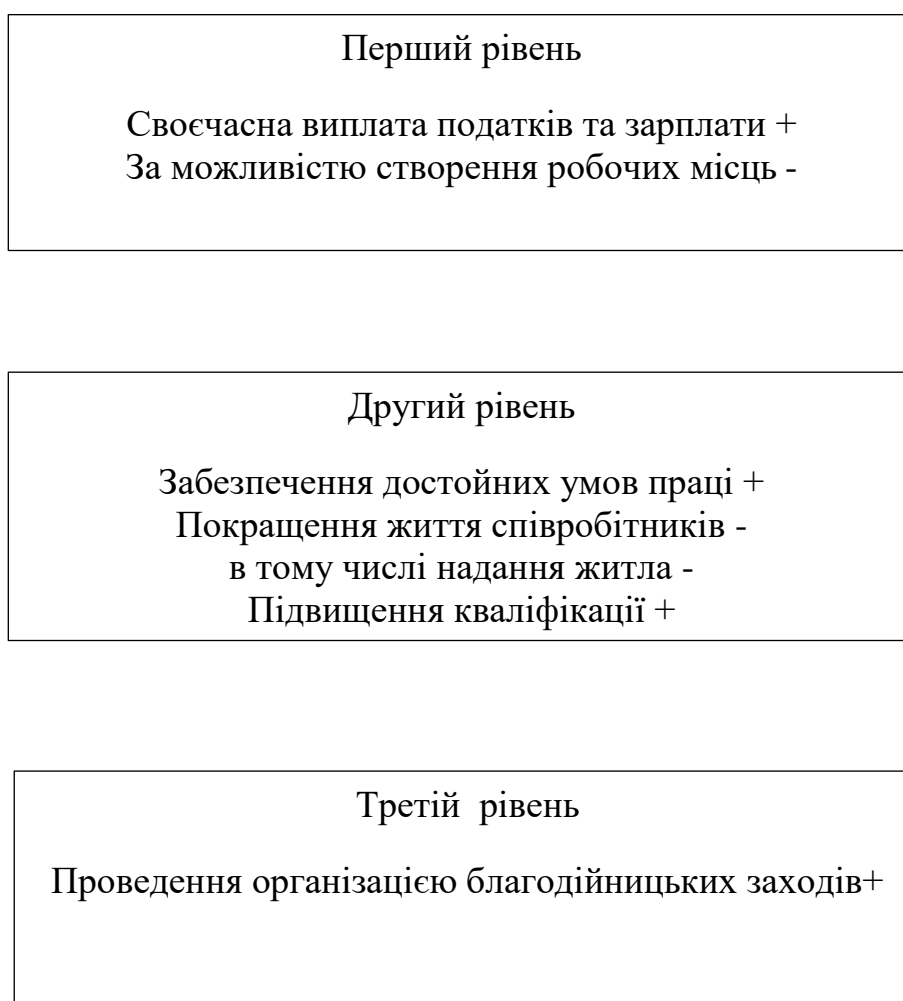 Перший рівень
Своєчасна виплата податків та зарплати +
За можливістю створення робочих місць -
Другий рівень
Забезпечення достойних умов праці +
Покращення життя співробітників -
в тому числі надання житла -
Підвищення кваліфікації +
Третій рівень
Проведення організацією благодійницьких заходів+